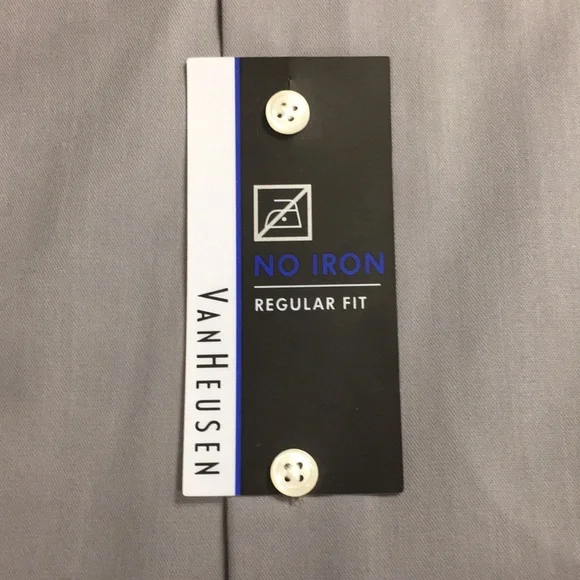 VANHEUSEN
NO IRON
REGULAR FIT